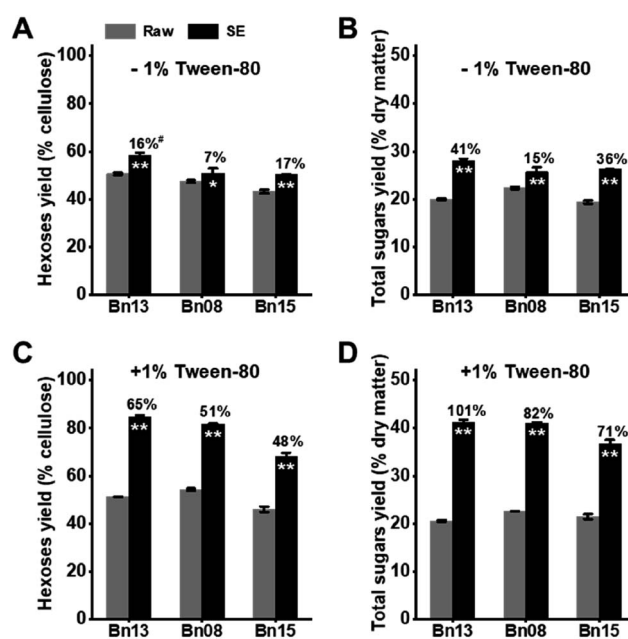 A
Raw
SE
- 1% Tween-80
Hexoses yield (% cellulose)
100
80
60
40
20
0
16%#
**
7%
*
17%
**
Bn13
Bn08
Bn15
B
- 1% Tween-80
Total sugars yield (% dry matter)
50
40
30
20
10
0
41%
**
15%
**
36%
**
Bn13
Bn08
Bn15
C
+1% Tween-80
Hexoses yield (% cellulose)
100
80
60
40
20
0
65%
**
51%
**
48%
**
Bn13
Bn08
Bn15
D
+1% Tween-80
Total sugars yield (% dry matter)
50
40
30
20
10
0
101%
**
82%
**
71%
**
Bn13
Bn08
Bn15